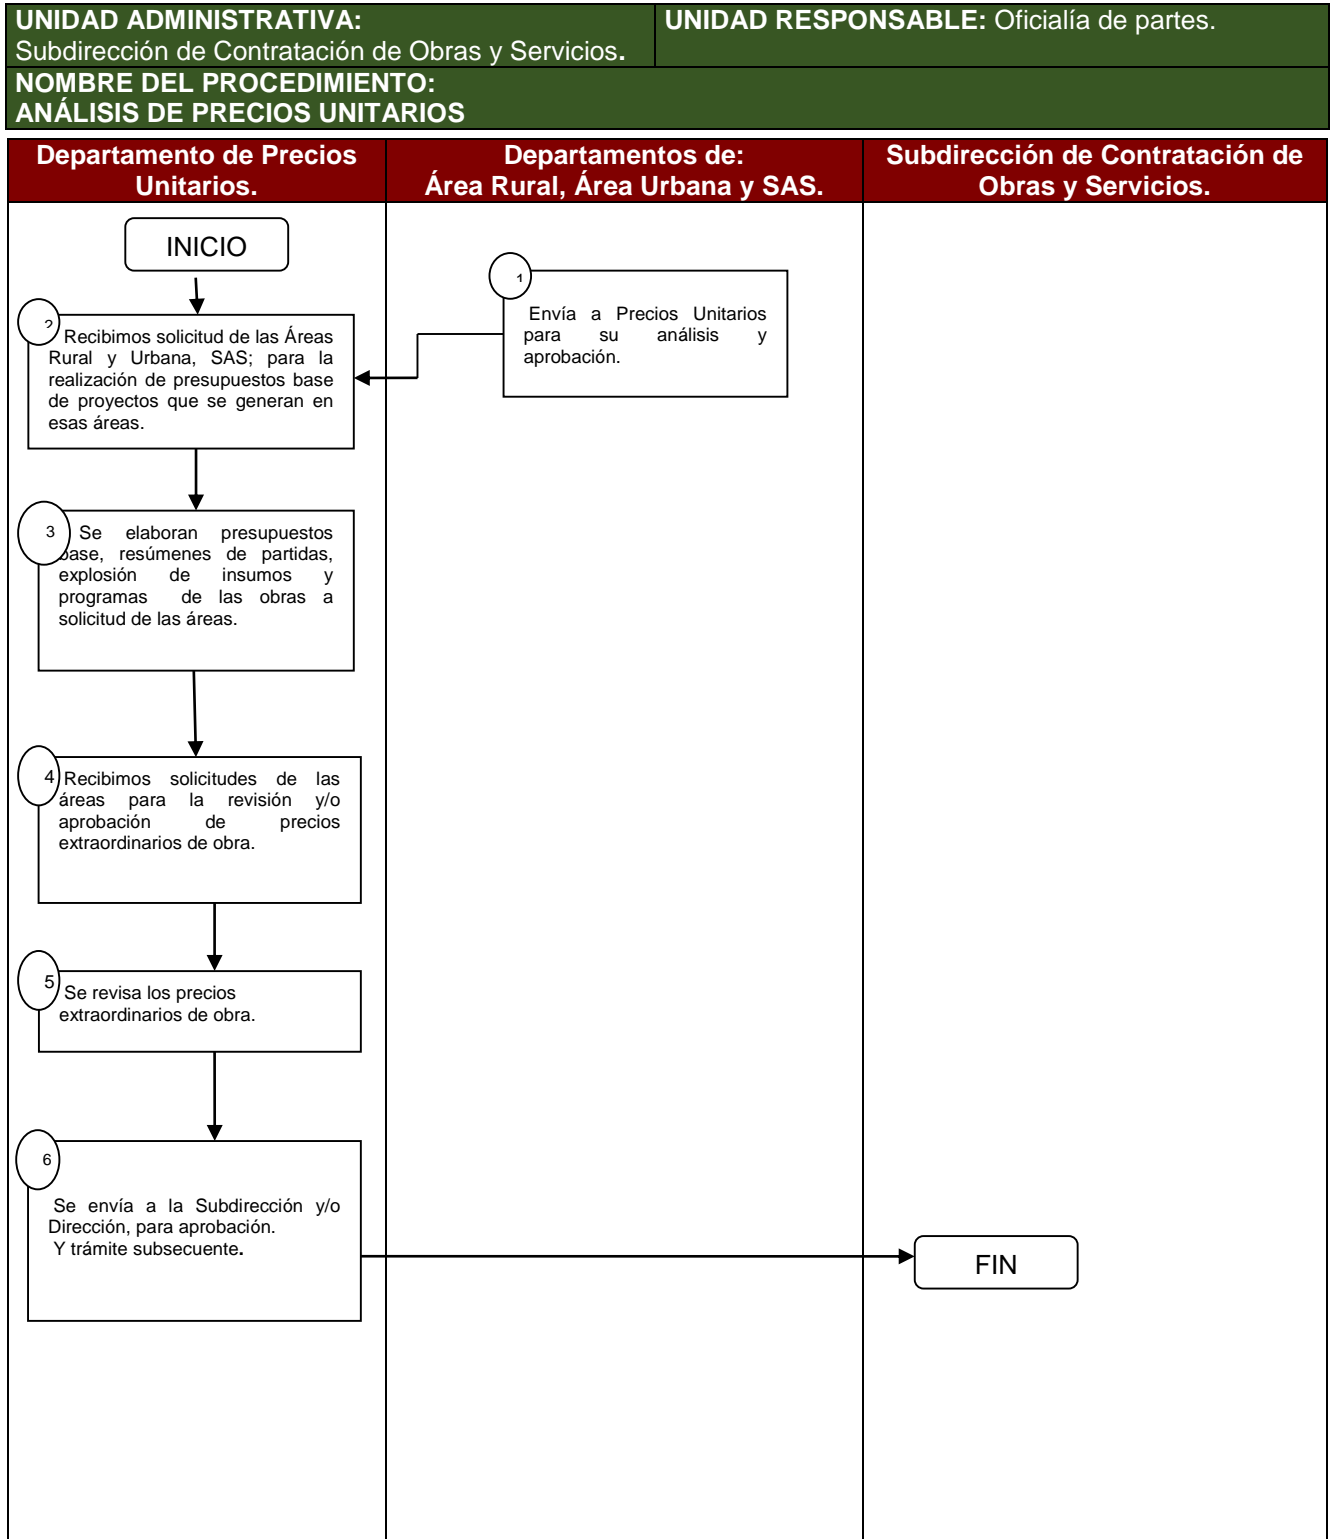 UNIDAD ADMINISTRATIVA:
Subdirección de Contratación de Obras y Servicios.
UNIDAD RESPONSABLE: Oficialía de partes.
NOMBRE DEL PROCEDIMIENTO:
ANÁLISIS DE PRECIOS UNITARIOS
Departamento de Precios
Unitarios.
Departamentos de:
Área Rural, Área Urbana y SAS.
Subdirección de Contratación de
Obras y Servicios.
INICIO
1
Envía a Precios Unitarios
para su análisis y
aprobación.
2
Recibimos solicitud de las Áreas
Rural y Urbana, SAS; para la
realización de presupuestos base
de proyectos que se generan en
esas áreas.
3
Se elaboran presupuestos
base, resúmenes de partidas,
explosión de insumos y
programas de las obras a
solicitud de las áreas.
4
Recibimos solicitudes de las
áreas para la revisión y/o
aprobación de precios
extraordinarios de obra.
5
Se revisa los precios
extraordinarios de obra.
6
Se envía a la Subdirección y/o
Dirección, para aprobación.
Y trámite subsecuente.
FIN